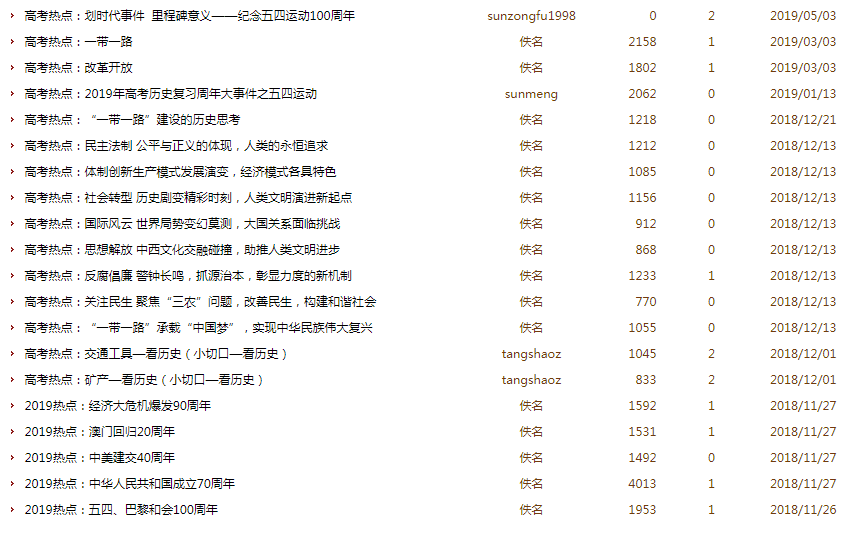 高考热点：划时代事件 里程碑意义——纪念五四运动100周年 sunzongfu1998 0 2 2019/05/03
高考热点：一带一路 佚名 2158 1 2019/03/03
高考热点：改革开放 佚名 1802 1 2019/03/03
高考热点：2019年高考历史复习周年大事件之五四运动 sunmeng 2062 0 2019/01/13
高考热点：“一带一路”建设的历史思考 佚名 1218 0 2018/12/21
高考热点：民主法制 公平与正义的体现，人类的永恒追求 佚名 1212 0 2018/12/13
高考热点：体制创新生产模式发展演变，经济模式各具特色 佚名 1085 0 2018/12/13
高考热点：社会转型 历史剧变精彩时刻，人类文明演进新起点 佚名 1156 0 2018/12/13
高考热点：国际风云 世界局势变幻莫测，大国关系面临挑战 佚名 912 0 2018/12/13
高考热点：思想解放 中西文化交融碰撞，助推人类文明进步 佚名 868 0 2018/12/13
高考热点：反腐倡廉 警钟长鸣，抓源治本，彰显力度的新机制 佚名 1233 1 2018/12/13
高考热点：关注民生 聚焦“三农”问题，改善民生，构建和谐社会 佚名 770 0 2018/12/13
高考热点：“一带一路”承载“中国梦”，实现中华民族伟大复兴 佚名 1055 0 2018/12/13
高考热点：交通工具—看历史（小切口—看历史） tangshaoz 1045 2 2018/12/01
高考热点：矿产—看历史（小切口—看历史） tangshaoz 833 2 2018/12/01
2019热点：经济大危机爆发90周年 佚名 1592 1 2018/11/27
2019热点：澳门回归20周年 佚名 1531 1 2018/11/27
2019热点：中美建交40周年 佚名 1492 0 2018/11/27
2019热点：中华人民共和国成立70周年 佚名 4013 1 2018/11/27
2019热点：五四、巴黎和会100周年 佚名 1953 1 2018/11/26